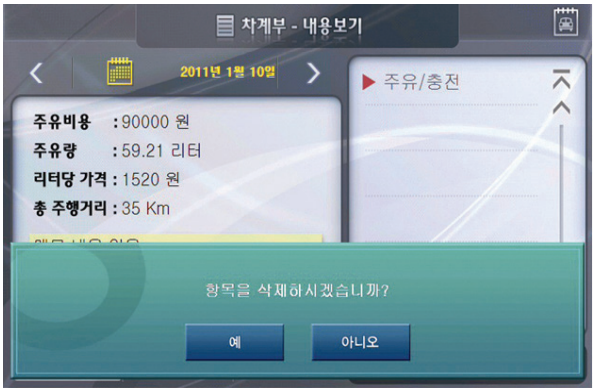 차계부 - 내용보기
2011년 1월 10일
주유비용 : 90000 원
주유량 : 59.21 리터
리터당 가격 : 1520 원
총 주행거리 : 35 Km
주유/충전
항목을 삭제하시겠습니까?
예
아니오